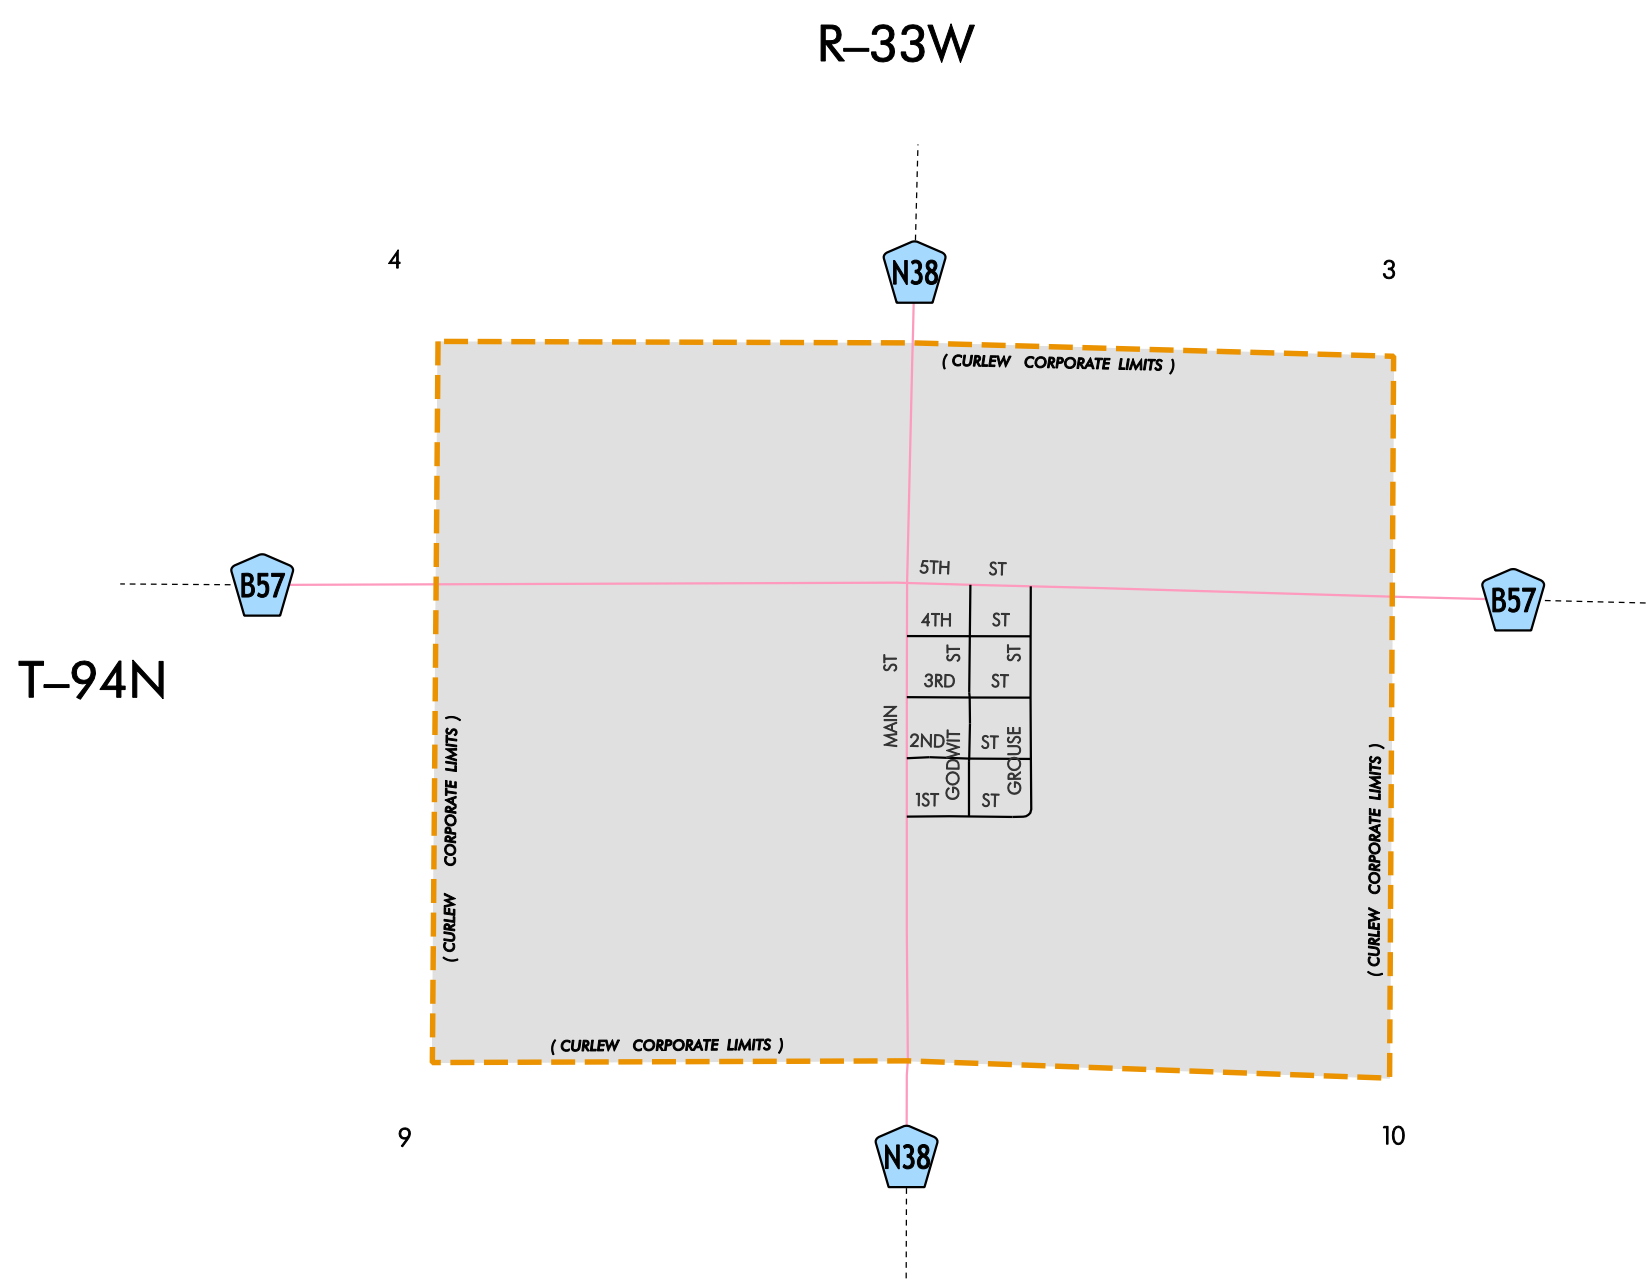 R–33W
4
N38
3
( CURLEW CORPORATE LIMITS )
5TH ST
B57
B57
4TH ST
T–94N
MAIN ST
GODWIT ST
GROUSE ST
3RD ST
2ND ST
1ST ST
( CURLEW CORPORATE LIMITS )
( CURLEW CORPORATE LIMITS )
( CURLEW CORPORATE LIMITS )
9
N38
10